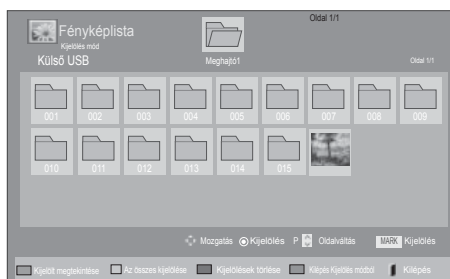 Oldal 1/1
Fényképlista
Kijelölés mód
Külső USB
Meghajtó1
Oldal 1/1
001 002 003 004 005 006 007 008 009
010 011 012 013 014 015
Mozgatás Kijelölés P Oldalváltás MARK Kijelölés
Kijelölt megtekintése Az összes kijelölése Kijelölések törlése Kilépés Kijelölés módból Kilépés